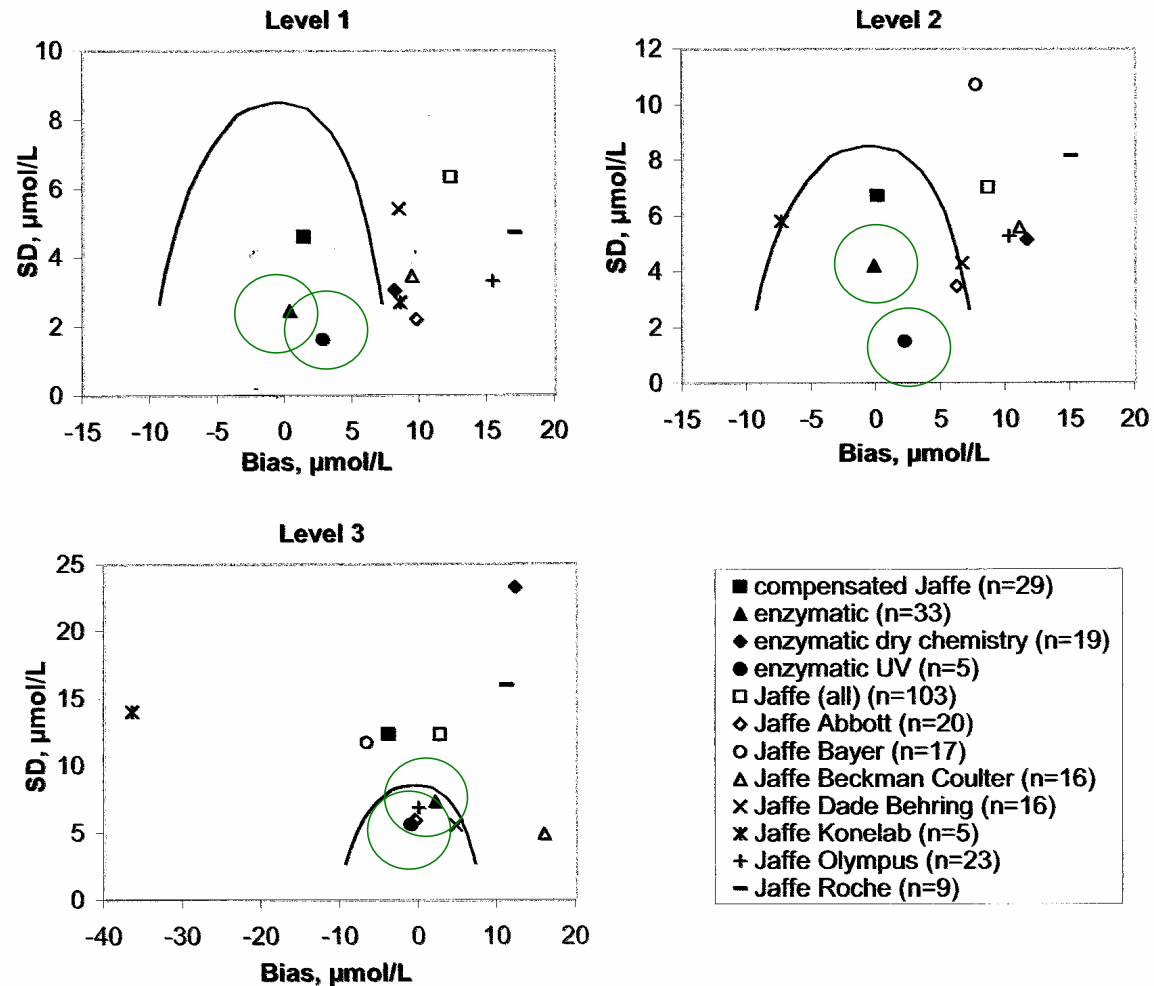 Level 1
10
8
6
4
2
0
SD, µmol/L
-15 -10 -5 0 5 10 15 20
Bias, µmol/L
Level 2
12
10
8
6
4
2
0
SD, µmol/L
-15 -10 -5 0 5 10 15 20
Bias, µmol/L
Level 3
25
20
15
10
5
0
SD, µmol/L
-40 -30 -20 -10 0 10 20
Bias, µmol/L
compensated Jaffe (n=29)
enzymatic (n=33)
enzymatic dry chemistry (n=19)
enzymatic UV (n=5)
Jaffe (all) (n=103)
Jaffe Abbott (n=20)
Jaffe Bayer (n=17)
Jaffe Beckman Coulter (n=16)
Jaffe Dade Behring (n=16)
Jaffe Konelab (n=5)
Jaffe Olympus (n=23)
Jaffe Roche (n=9)